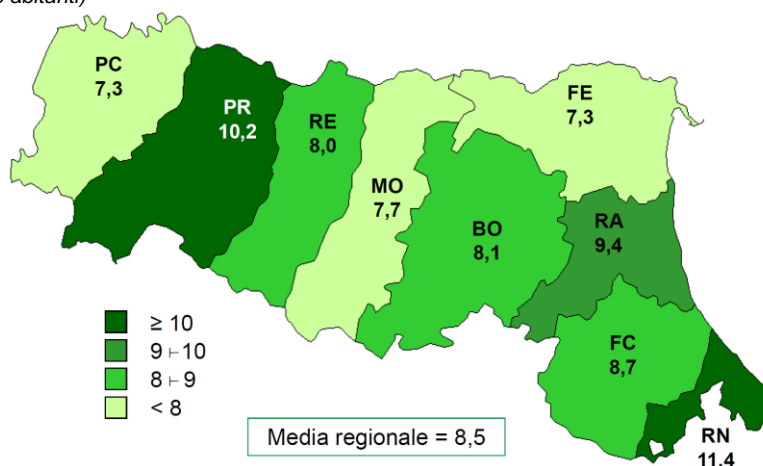 abitanti)
PC
7,3
PR
10,2
RE
8,0
MO
7,7
FE
7,3
BO
8,1
RA
9,4
FC
8,7
RN
11,4
≥ 10
9 ⊢ 10
8 ⊢ 9
< 8
Media regionale = 8,5